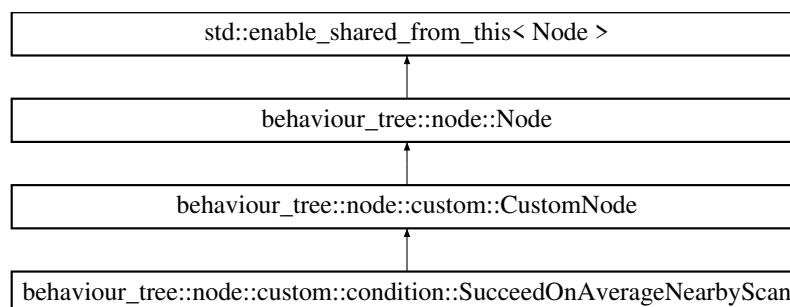 std::enable_shared_from_this< Node >
behaviour_tree::node::Node
behaviour_tree::node::custom::CustomNode
behaviour_tree::node::custom::condition::SucceedOnAverageNearbyScan